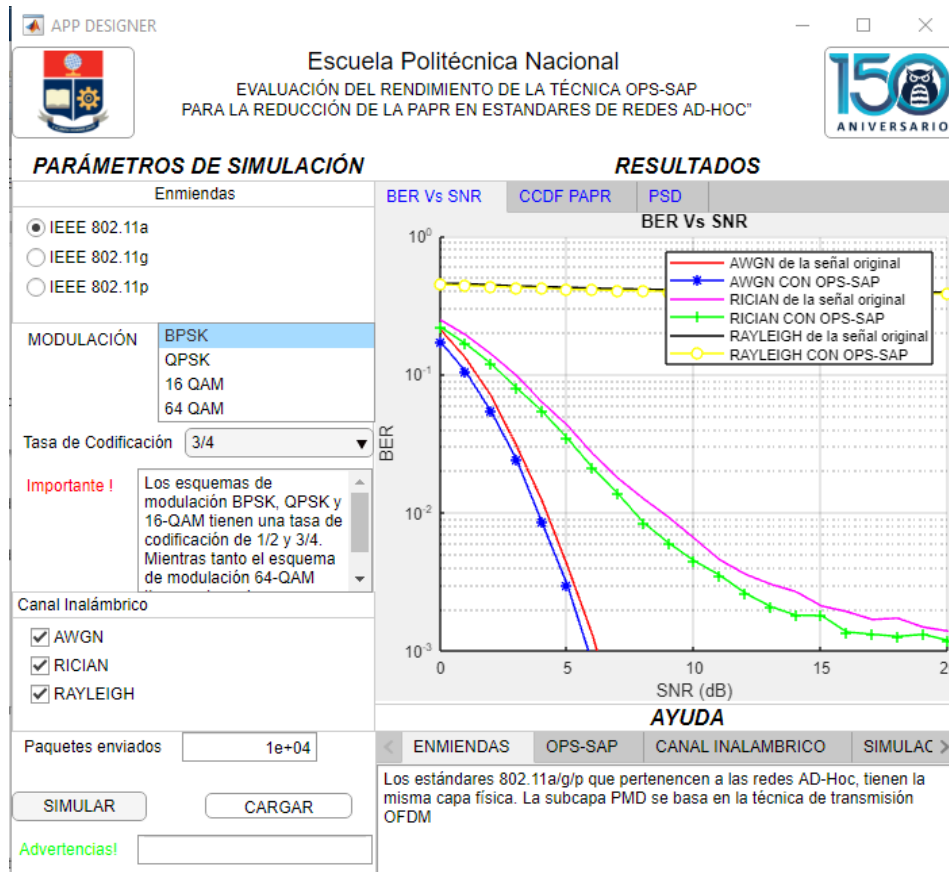 APP DESIGNER
Escuela Politécnica Nacional
EVALUACIÓN DEL RENDIMIENTO DE LA TÉCNICA OPS-SAP
PARA LA REDUCCIÓN DE LA PAPR EN ESTANDARES DE REDES AD-HOC"
150
ANIVERSARIO
PARÁMETROS DE SIMULACIÓN
Enmiendas
IEEE 802.11a
IEEE 802.11g
IEEE 802.11p
MODULACIÓN
BPSK
QPSK
16 QAM
64 QAM
Tasa de Codificación
3/4
Importante !
Los esquemas de
modulación BPSK, QPSK y
16-QAM tienen una tasa de
codificación de 1/2 y 3/4.
Mientras tanto el esquema
de modulación 64-QAM
Canal Inalámbrico
AWGN
RICIAN
RAYLEIGH
Paquetes enviados
1e+04
SIMULAR
CARGAR
Advertencias!
RESULTADOS
BER Vs SNR
CCDF PAPR
PSD
BER Vs SNR
AWGN de la señal original
AWGN CON OPS-SAP
RICIAN de la señal original
RICIAN CON OPS-SAP
RAYLEIGH de la señal original
RAYLEIGH CON OPS-SAP
10^0
10^-1
10^-2
10^-3
BER
0
5
10
15
2
SNR (dB)
AYUDA
ENMIENDAS
OPS-SAP
CANAL INALAMBRICO
SIMULAC
Los estándares 802.11a/g/p que pertenencen a las redes AD-Hoc, tienen la
misma capa física. La subcapa PMD se basa en la técnica de transmisión
OFDM